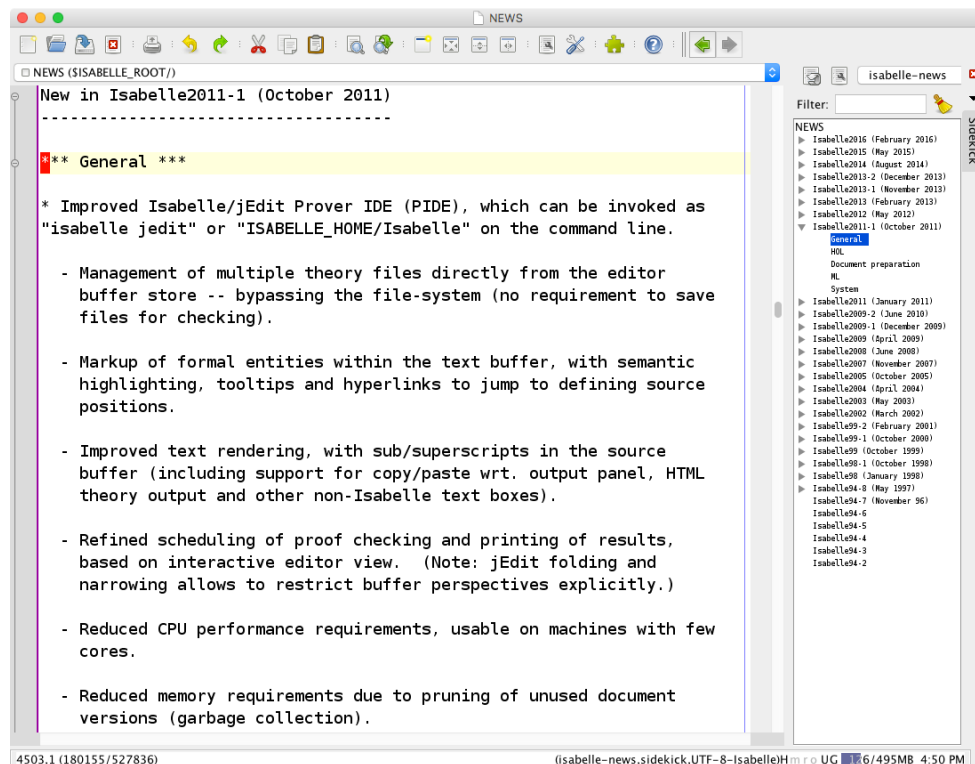 NEWS
NEWS ($ISABELLE_ROOT/)
New in Isabelle2011-1 (October 2011)
------------------------------------
*** General ***
* Improved Isabelle/jEdit Prover IDE (PIDE), which can be invoked as
"isabelle jedit" or "ISABELLE_HOME/Isabelle" on the command line.
- Management of multiple theory files directly from the editor
buffer store -- bypassing the file-system (no requirement to save
files for checking).
- Markup of formal entities within the text buffer, with semantic
highlighting, tooltips and hyperlinks to jump to defining source
positions.
- Improved text rendering, with sub/superscripts in the source
buffer (including support for copy/paste wrt. output panel, HTML
theory output and other non-Isabelle text boxes).
- Refined scheduling of proof checking and printing of results,
based on interactive editor view.  (Note: jEdit folding and
narrowing allows to restrict buffer perspectives explicitly.)
- Reduced CPU performance requirements, usable on machines with few
cores.
- Reduced memory requirements due to pruning of unused document
versions (garbage collection).
isabelle-news
Filter:
Sidekick
NEWS
Isabelle2016 (February 2016)
Isabelle2015 (May 2015)
Isabelle2014 (August 2014)
Isabelle2013-2 (December 2013)
Isabelle2013-1 (November 2013)
Isabelle2013 (February 2013)
Isabelle2012 (May 2012)
Isabelle2011-1 (October 2011)
General
HOL
Document preparation
ML
System
Isabelle2011 (January 2011)
Isabelle2009-2 (June 2010)
Isabelle2009-1 (December 2009)
Isabelle2009 (April 2009)
Isabelle2008 (June 2008)
Isabelle2007 (November 2007)
Isabelle2005 (October 2005)
Isabelle2004 (April 2004)
Isabelle2003 (May 2003)
Isabelle2002 (March 2002)
Isabelle99-2 (February 2001)
Isabelle99-1 (October 2000)
Isabelle99 (October 1999)
Isabelle98-1 (October 1998)
Isabelle98 (January 1998)
Isabelle94-8 (May 1997)
Isabelle94-7 (November 96)
Isabelle94-6
Isabelle94-5
Isabelle94-4
Isabelle94-3
Isabelle94-2
4503,1 (180155/527836)
(isabelle-news,sidekick,UTF-8-Isabelle)H m r o UG 126/495MB 4:50 PM